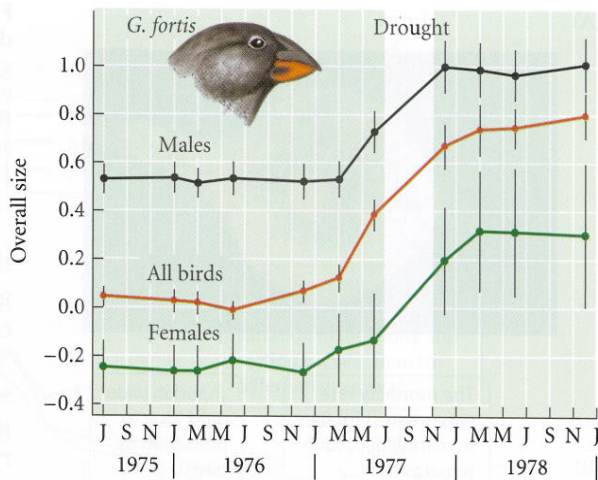 G. fortis
Drought
1.0
0.8
0.6
0.4
0.2
0.0
−0.2
−0.4
Overall size
Males
All birds
Females
J S N J M M J S N J M M J S N J M M J S N J
1975 1976 1977 1978